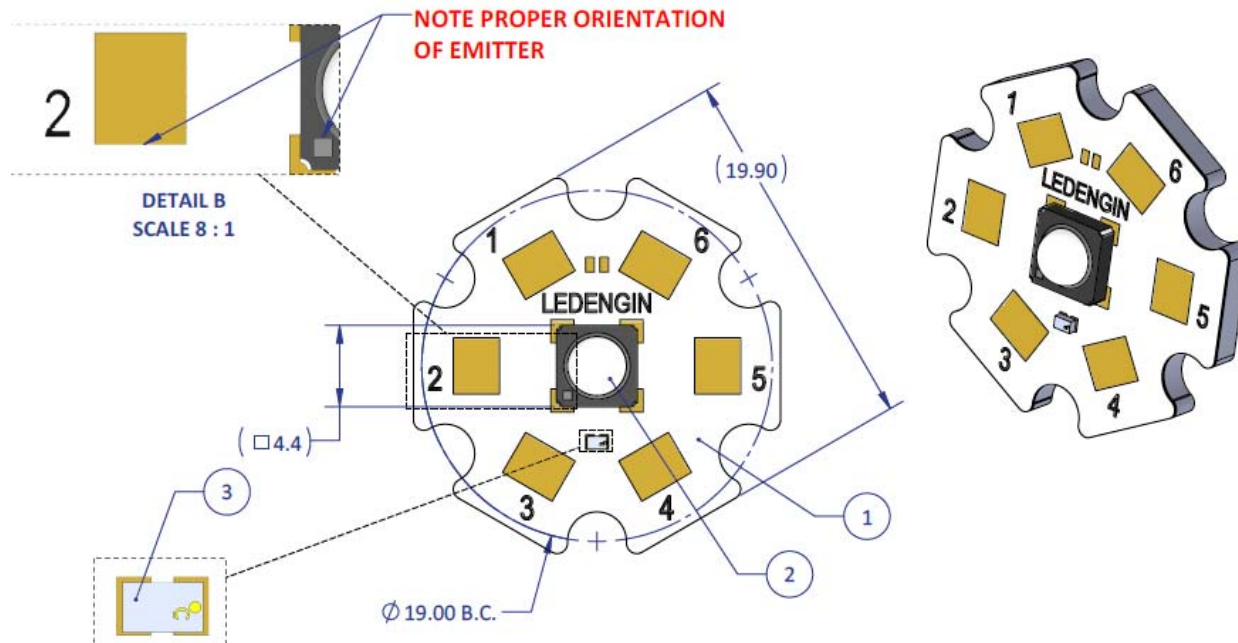 NOTE PROPER ORIENTATION
OF EMITTER
2
DETAIL B
SCALE 8 : 1
(19.90)
1
6
LEDENGIN
2
5
(□4.4)
3
4
3
1
2
Ø 19.00 B.C.
1
6
LEDENGIN
2
5
3
4